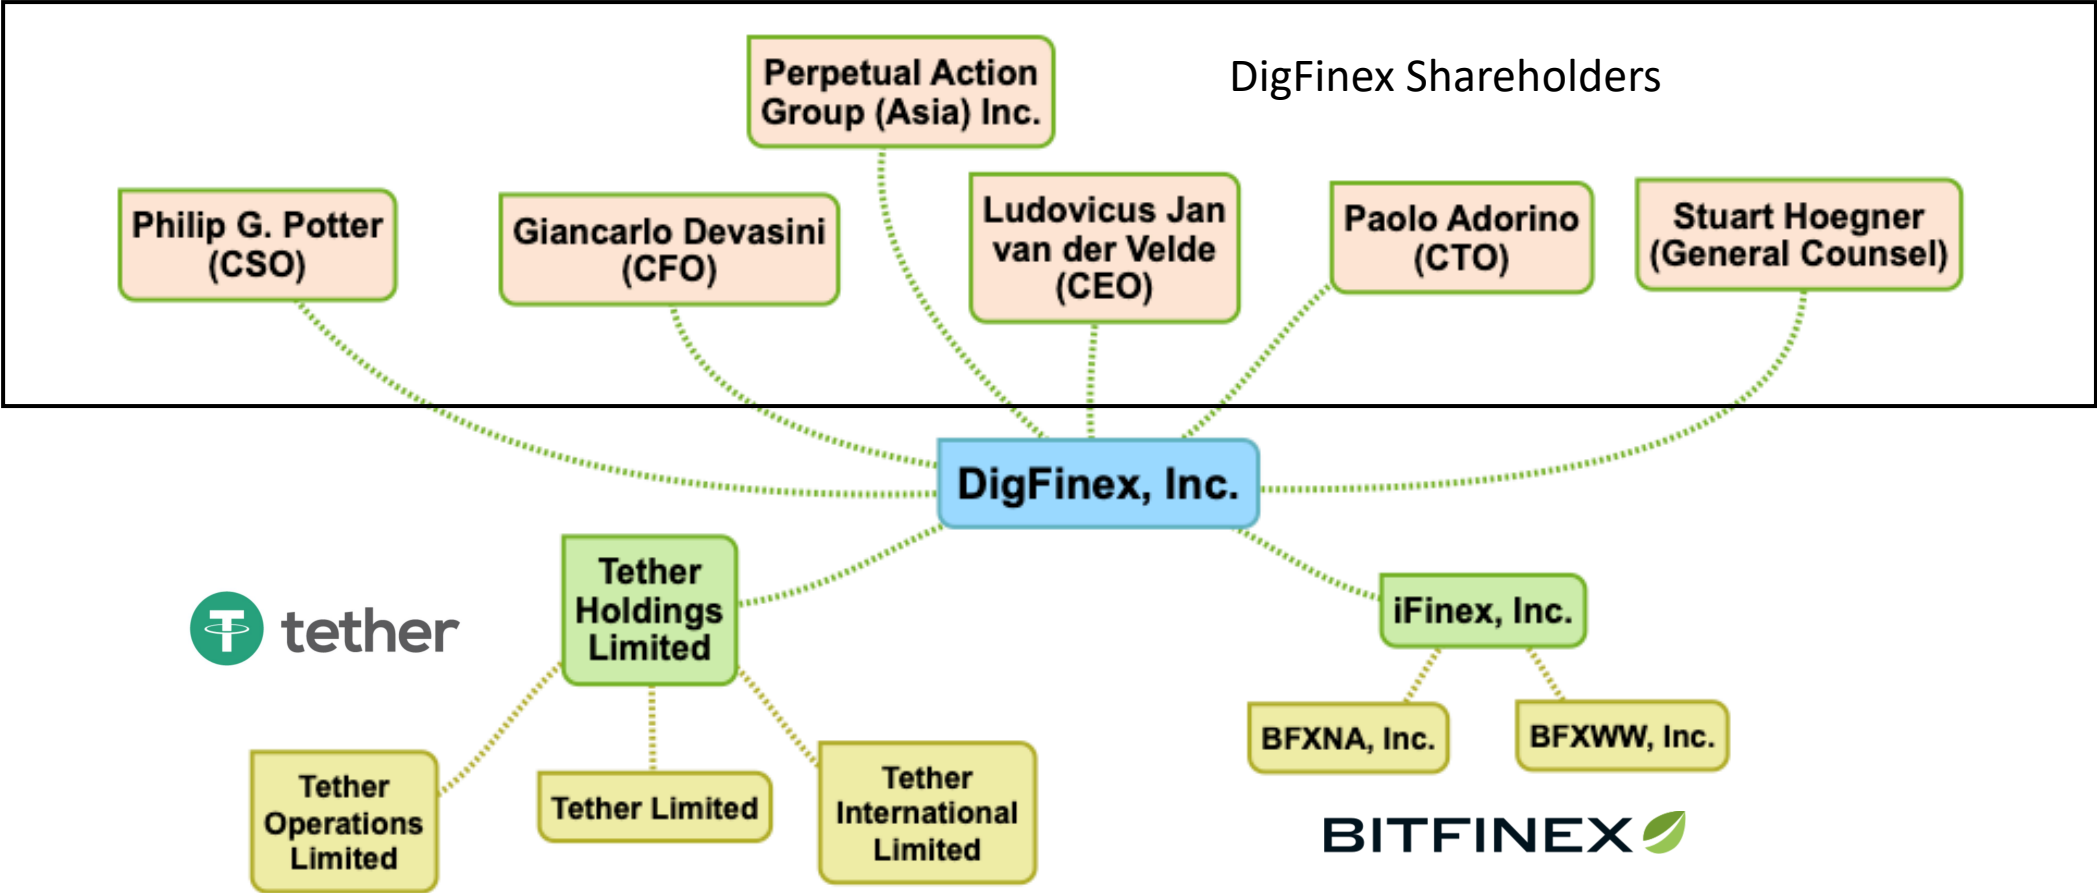 DigFinex Shareholders
Perpetual Action
Group (Asia) Inc.
Philip G. Potter
(CSO)
Giancarlo Devasini
(CFO)
Ludovicus Jan
van der Velde
(CEO)
Paolo Adorino
(CTO)
Stuart Hoegner
(General Counsel)
DigFinex, Inc.
tether
Tether
Holdings
Limited
iFinex, Inc.
Tether
Operations
Limited
Tether Limited
Tether
International
Limited
BFXNA, Inc.
BFXWW, Inc.
BITFINEX